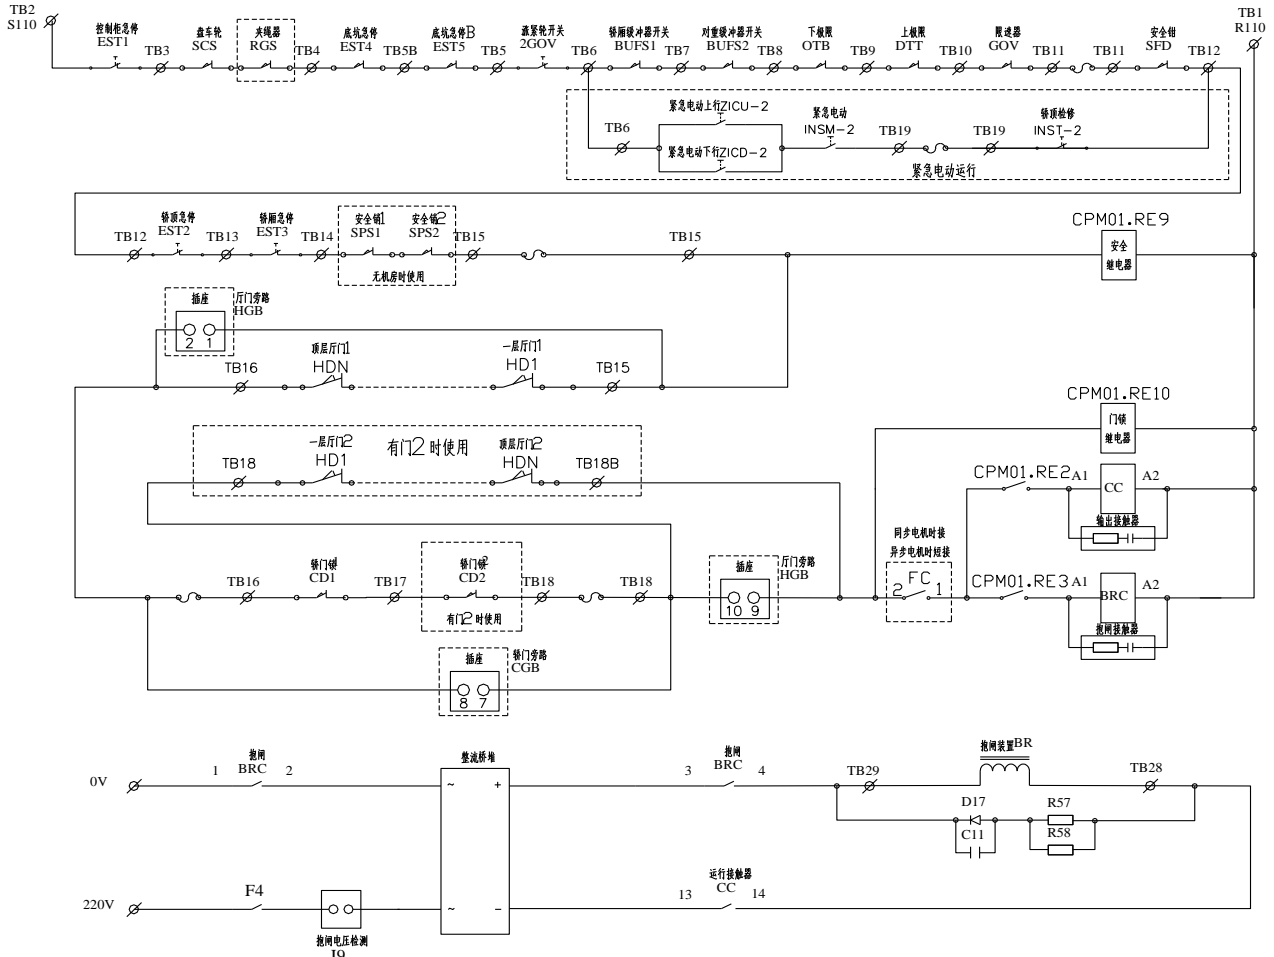 TB2
S110
控制柜急停
EST1
TB3
盘车轮
SCS
夹绳器
RGS
TB4
底坑急停
EST4
TB5B
底坑急停B
EST5
TB5
涨紧轮开关
2GOV
TB6
轿厢缓冲器开关
BUFS1
TB7
对重缓冲器开关
BUFS2
TB8
下极限
OTB
TB9
上极限
DTT
TB10
限速器
GOV
TB11
TB11
安全钳
SFD
TB12
TB1
R110
TB6
紧急电动上行ZICU-2
紧急电动下行ZICD-2
紧急电动
INSM-2
TB19
TB19
轿顶检修
INST-2
紧急电动运行
TB12
轿顶急停
EST2
TB13
轿厢急停
EST3
TB14
安全销1
SPS1
安全销2
SPS2
无机房时使用
TB15
TB15
CPM01.RE9
安全
继电器
插座
2 1
厅门旁路
HGB
TB16
顶层厅门1
HDN
一层厅门1
HD1
TB15
CPM01.RE10
门锁
继电器
TB18
一层厅门2
HD1
有门2时使用
顶层厅门2
HDN
TB18B
CPM01.RE2
A1
CC
A2
输出接触器
同步电机时接
异步电机时短接
2 FC 1
TB16
轿门锁1
CD1
TB17
轿门锁2
CD2
有门2时使用
TB18
TB18
插座
10 9
厅门旁路
HGB
CPM01.RE3
A1
BRC
A2
抱闸接触器
插座
8 7
轿门旁路
CGB
0V
1
抱闸
BRC
2
整流桥堆
~
+
3
抱闸
BRC
4
TB29
抱闸装置BR
TB28
D17
C11
R57
R58
220V
F4
抱闸电压检测
J9
~
−
13
运行接触器
CC
14